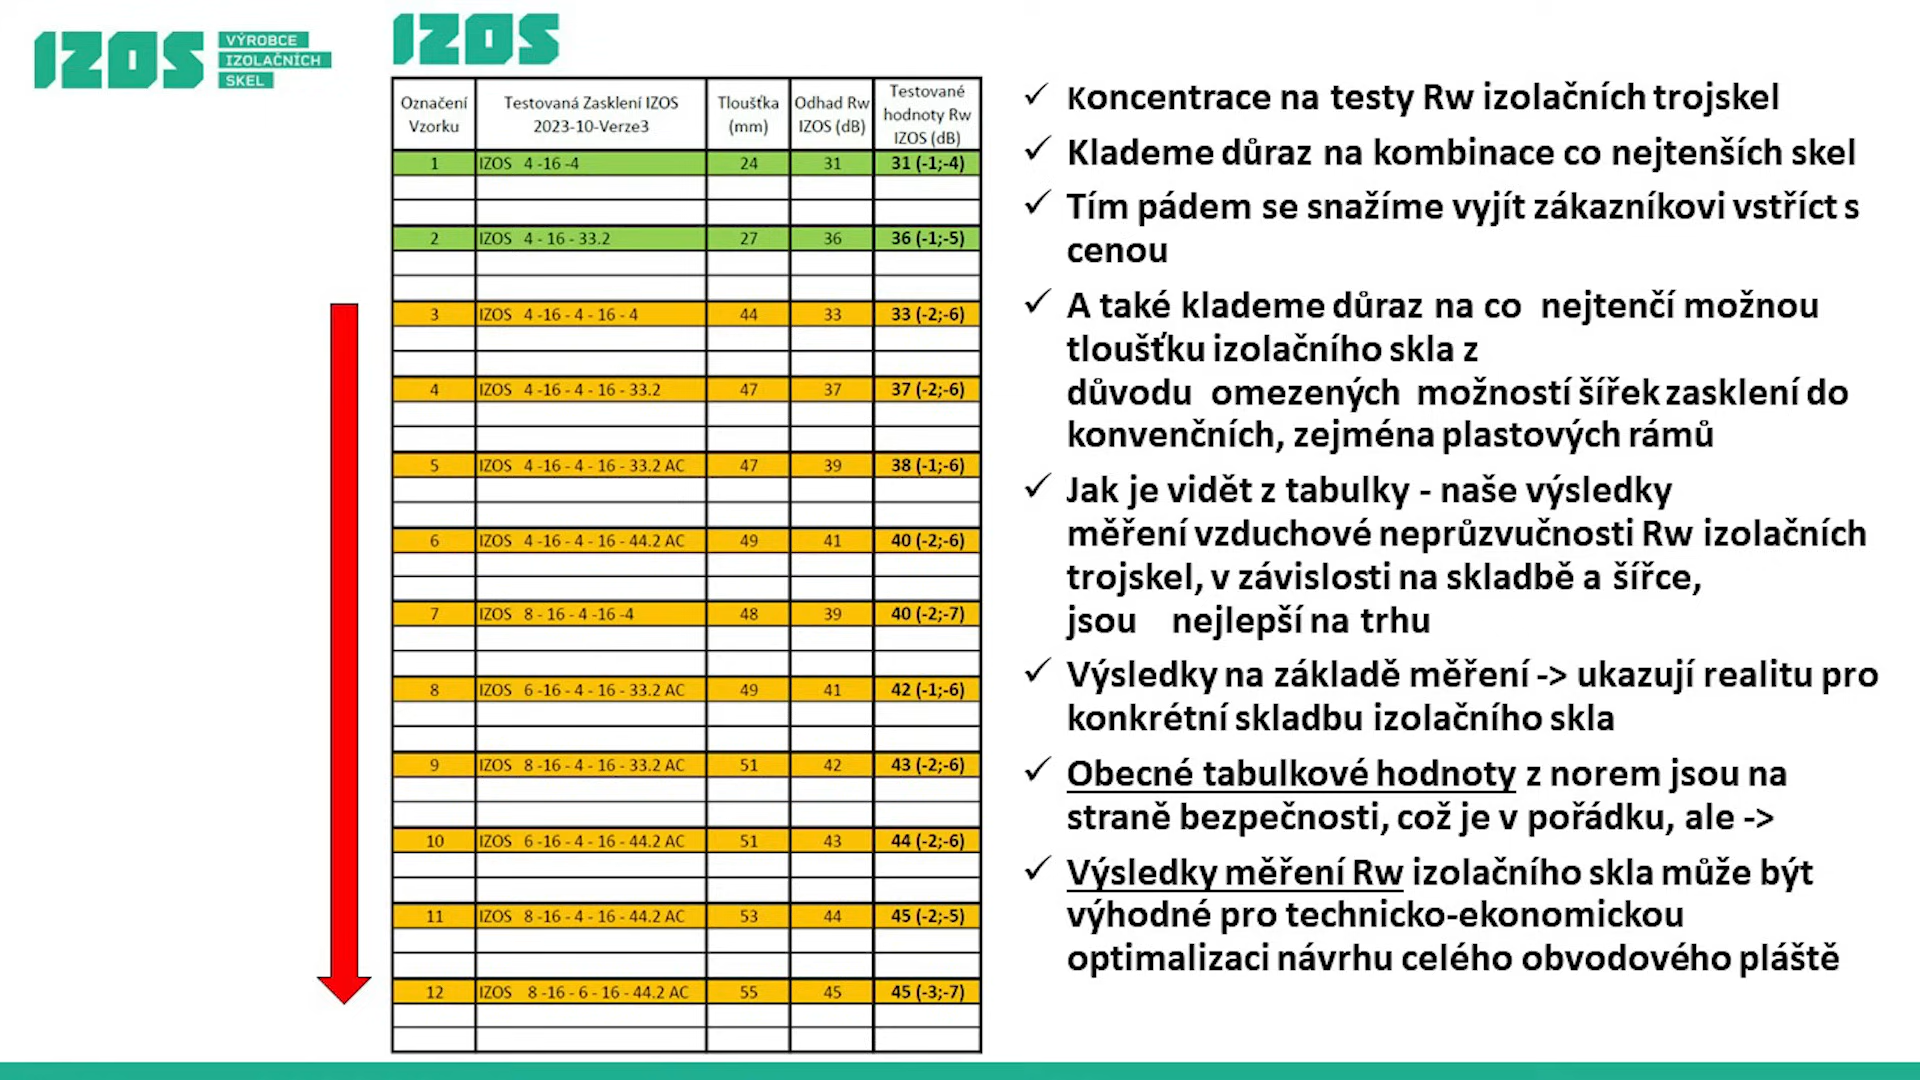 IZOS
VÝROBCE
IZOLAČNÍCH
SKEL
IZOS
Označení Vzorku | Testovaná Zasklení IZOS 2023-10-Verze3 | Tloušťka (mm) | Odhad Rw IZOS (dB) | Testované hodnoty Rw IZOS (dB)
1 IZOS 4 -16 -4 24 31 31 (-1;-4)
2 IZOS 4 - 16 - 33.2 27 36 36 (-1;-5)
3 IZOS 4 -16 - 4 - 16 - 4 44 33 33 (-2;-6)
4 IZOS 4 -16 - 4 - 16 - 33.2 47 37 37 (-2;-6)
5 IZOS 4 -16 - 4 - 16 - 33.2 AC 47 39 38 (-1;-6)
6 IZOS 4 -16 - 4 - 16 - 44.2 AC 49 41 40 (-2;-6)
7 IZOS 8 - 16 - 4 -16 -4 48 39 40 (-2;-7)
8 IZOS 6 -16 - 4 - 16 - 33.2 AC 49 41 42 (-1;-6)
9 IZOS 8 -16 - 4 - 16 - 33.2 AC 51 42 43 (-2;-6)
10 IZOS 6 -16 - 4 - 16 - 44.2 AC 51 43 44 (-2;-6)
11 IZOS 8 -16 - 4 - 16 - 44.2 AC 53 44 45 (-2;-5)
12 IZOS 8 -16 - 6 - 16 - 44.2 AC 55 45 45 (-3;-7)
✓ Koncentrace na testy Rw izolačních trojskel
✓ Klademe důraz na kombinace co nejtenších skel
✓ Tím pádem se snažíme vyjít zákazníkovi vstříct s
cenou
✓ A také klademe důraz na co nejtenčí možnou
tloušťku izolačního skla z
důvodu omezených možností šířek zasklení do
konvenčních, zejména plastových rámů
✓ Jak je vidět z tabulky - naše výsledky
měření vzduchové neprůzvučnosti Rw izolačních
trojskel, v závislosti na skladbě a šířce,
jsou nejlepší na trhu
✓ Výsledky na základě měření -> ukazují realitu pro
konkrétní skladbu izolačního skla
✓ Obecné tabulkové hodnoty z norem jsou na
straně bezpečnosti, což je v pořádku, ale ->
✓ Výsledky měření Rw izolačního skla může být
výhodné pro technicko-ekonomickou
optimalizaci návrhu celého obvodového pláště